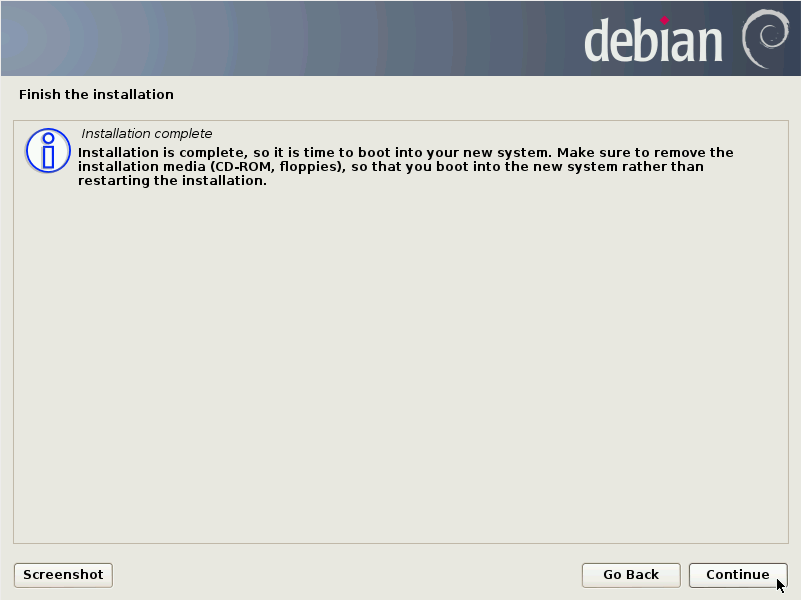 debian
Finish the installation
Installation complete
Installation is complete, so it is time to boot into your new system. Make sure to remove the
installation media (CD-ROM, floppies), so that you boot into the new system rather than
restarting the installation.
Screenshot
Go Back
Continue